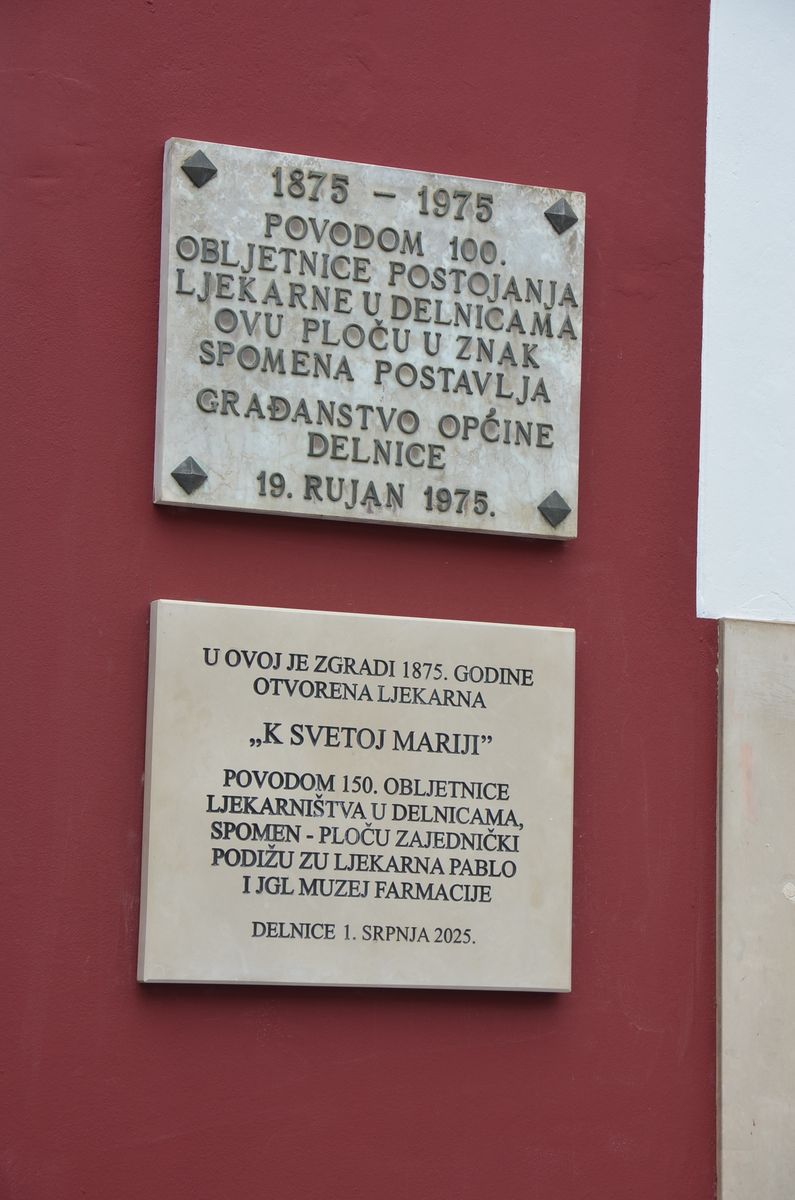 1875 – 1975
POVODOM 100.
OBLJETNICE POSTOJANJA
LJEKARNE U DELNICAMA
OVU PLOČU U ZNAK
SPOMENA POSTAVLJA
GRAĐANSTVO OPĆINE
DELNICE
19. RUJAN 1975.
U OVOJ JE ZGRADI 1875. GODINE
OTVORENA LJEKARNA
„K SVETOJ MARIJI”
POVODOM 150. OBLJETNICE
LJEKARNIŠTVA U DELNICAMA,
SPOMEN - PLOČU ZAJEDNIČKI
PODIŽU ZU LJEKARNA PABLO
I JGL MUZEJ FARMACIJE
DELNICE 1. SRPNJA 2025.